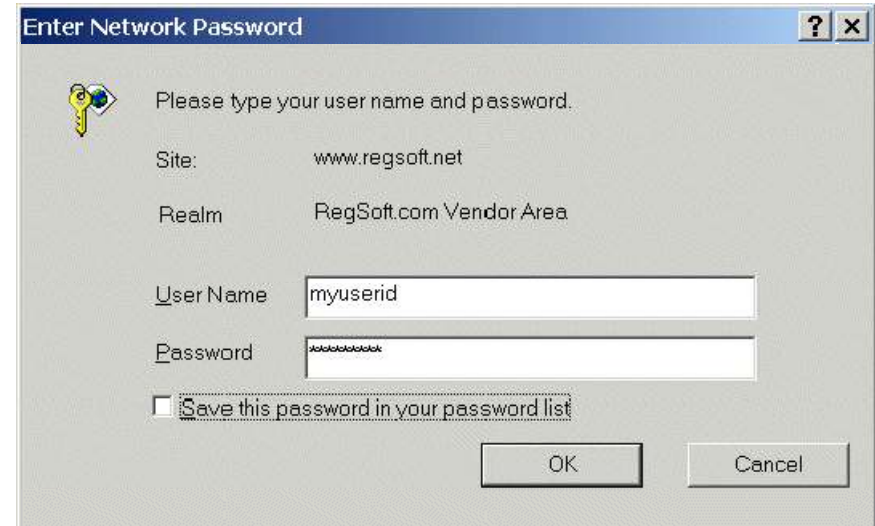 Enter Network Password
? ×
Please type your user name and password.
Site: www.regsoft.net
Realm RegSoft.com Vendor Area
User Name myuserid
Password **********
Save this password in your password list
OK Cancel